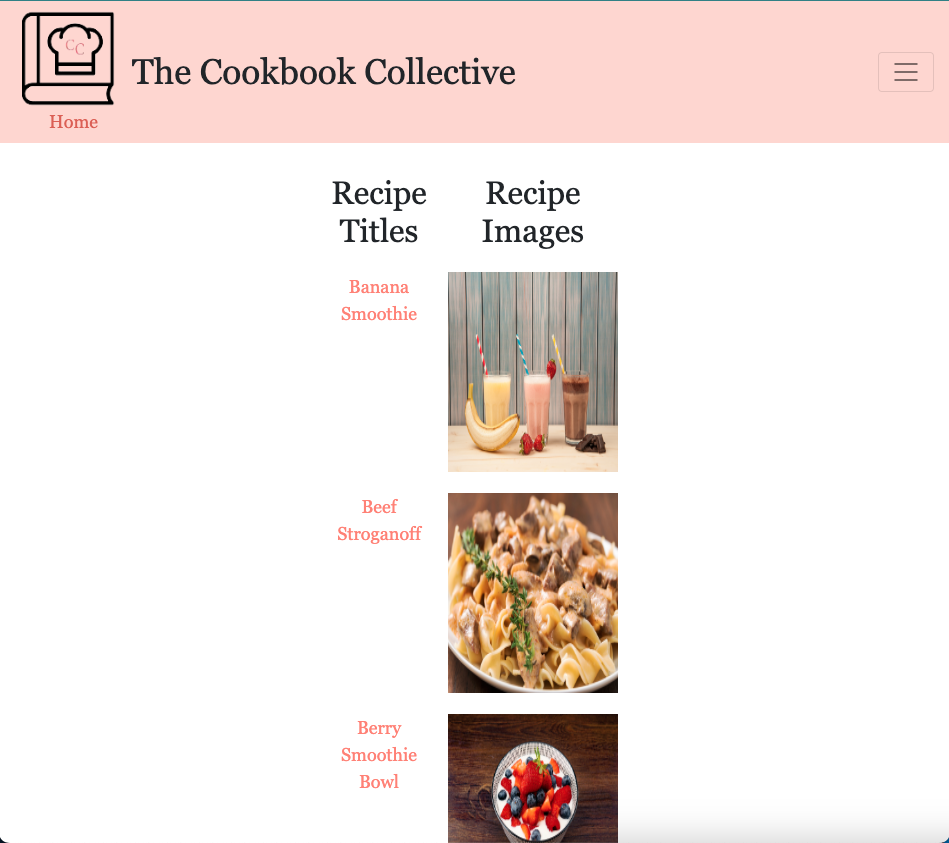 CC
The Cookbook Collective
Home
Recipe
Titles
Recipe
Images
Banana
Smoothie
Beef
Stroganoff
Berry
Smoothie
Bowl